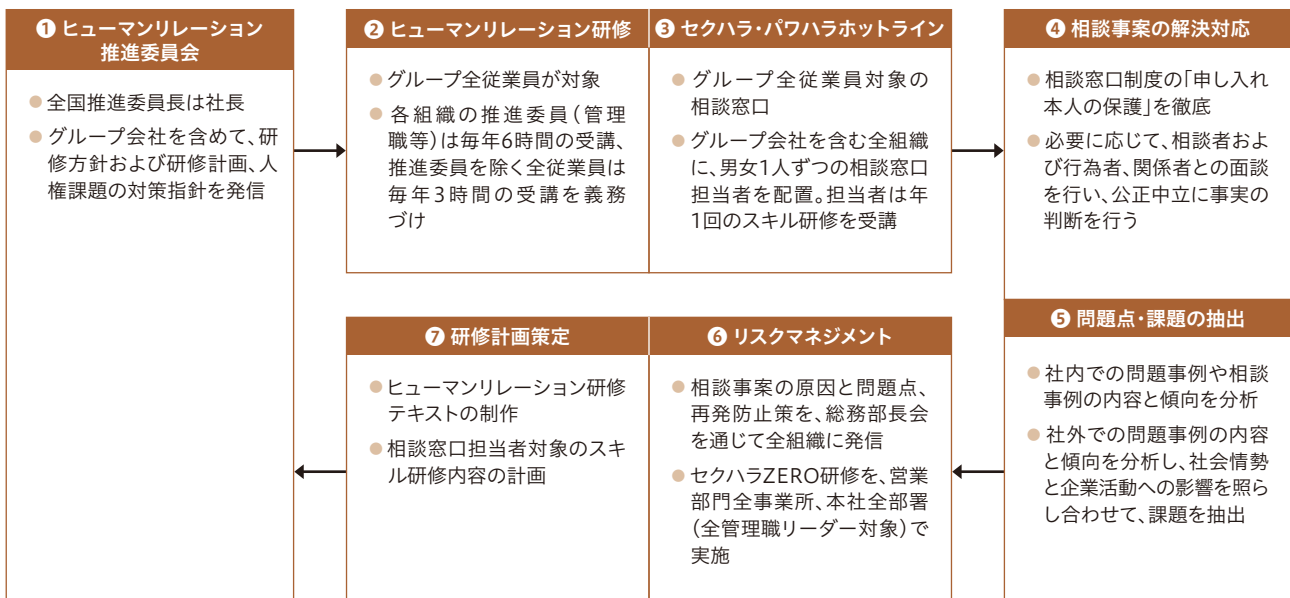 ❶ ヒューマンリレーション
推進委員会
● 全国推進委員長は社長
● グループ会社を含めて、研
修方針および研修計画、人
権課題の対策指針を発信
❷ ヒューマンリレーション研修
● グループ全従業員が対象
● 各組織の推進委員（管理
職等）は毎年6時間の受講、
推進委員を除く全従業員は
毎年3時間の受講を義務
づけ
❸ セクハラ・パワハラホットライン
● グループ全従業員対象の
相談窓口
● グループ会社を含む全組織
に、男女1人ずつの相談窓口
担当者を配置。担当者は年
1回のスキル研修を受講
❹ 相談事案の解決対応
● 相談窓口制度の「申し入れ
本人の保護」を徹底
● 必要に応じて、相談者およ
び行為者、関係者との面談
を行い、公正中立に事実の
判断を行う
❺ 問題点・課題の抽出
● 社内での問題事例や相談
事例の内容と傾向を分析
● 社外での問題事例の内容
と傾向を分析し、社会情勢
と企業活動への影響を照ら
し合わせて、課題を抽出
❻ リスクマネジメント
● 相談事案の原因と問題点、
再発防止策を、総務部長会
を通じて全組織に発信
● セクハラZERO研修を、営業
部門全事業所、本社全部署
（全管理職リーダー対象）で
実施
❼ 研修計画策定
● ヒューマンリレーション研修
テキストの制作
● 相談窓口担当者対象のスキ
ル研修内容の計画